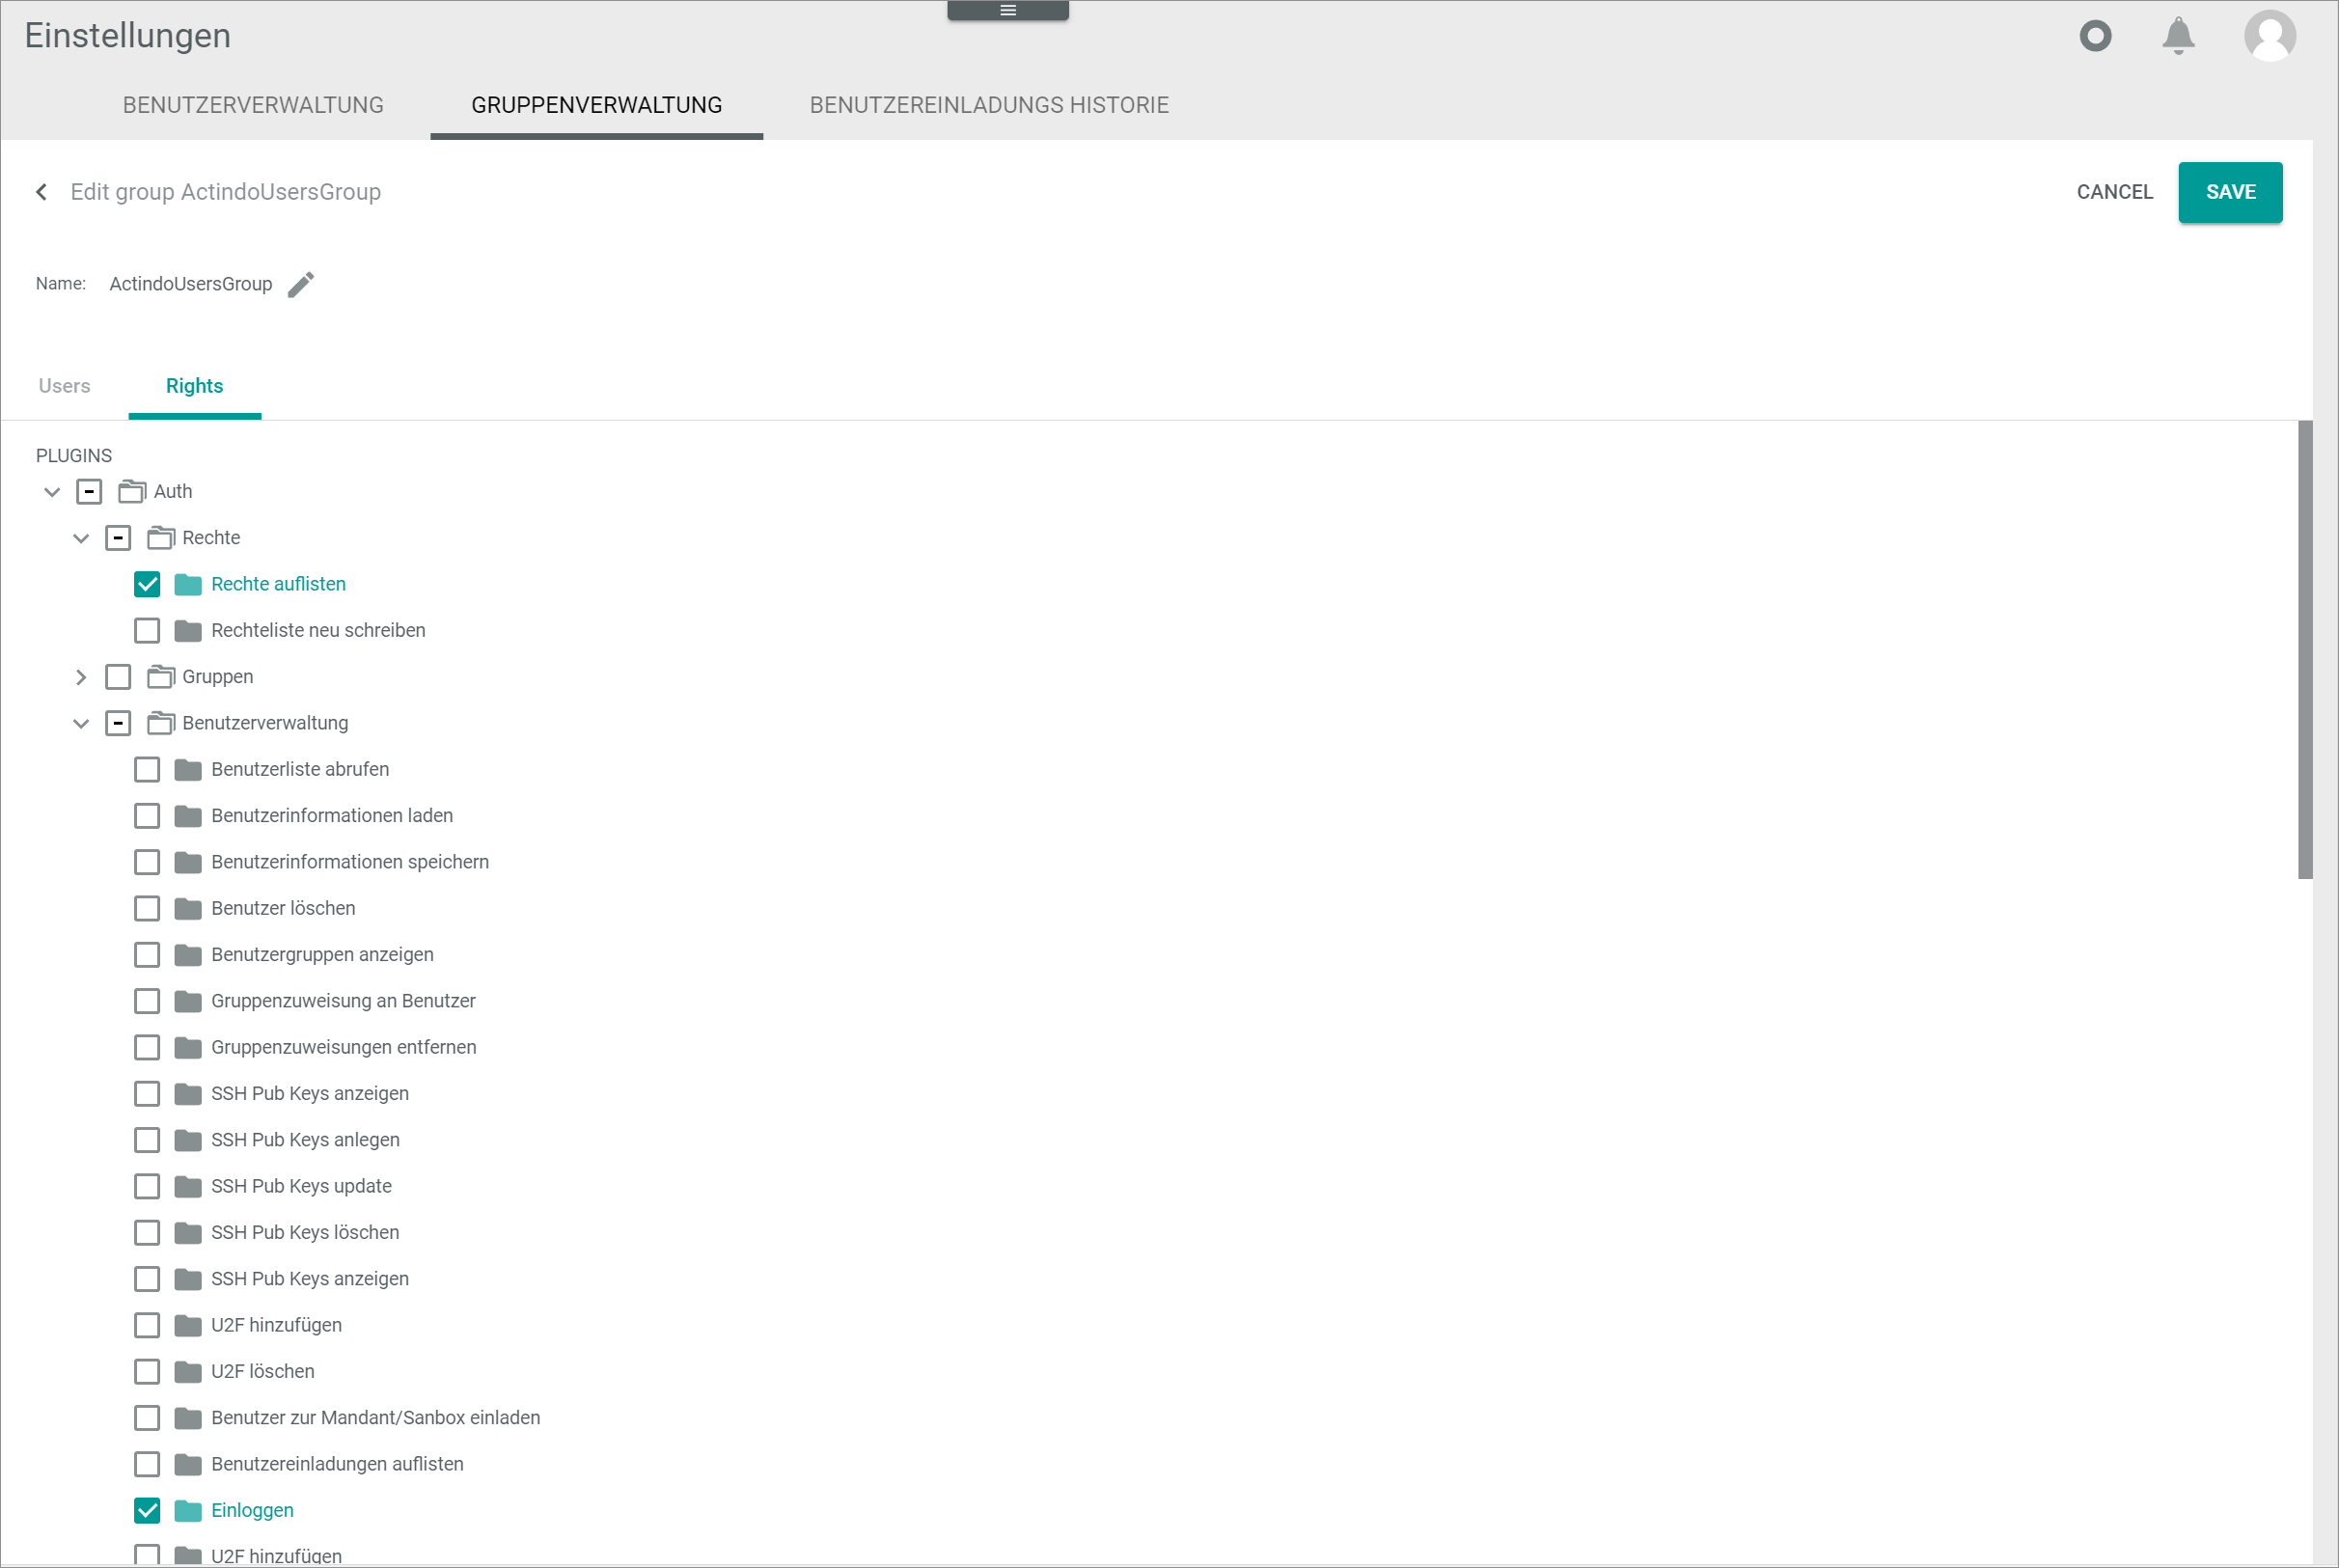 Einstellungen
BENUTZERVERWALTUNG GRUPPENVERWALTUNG BENUTZEREINLADUNGS HISTORIE
Edit group ActindoUsersGroup CANCEL SAVE
Name: ActindoUsersGroup
Users Rights
PLUGINS
Auth
Rechte
Rechte auflisten
Rechteliste neu schreiben
Gruppen
Benutzerverwaltung
Benutzerliste abrufen
Benutzerinformationen laden
Benutzerinformationen speichern
Benutzer löschen
Benutzergruppen anzeigen
Gruppenzuweisung an Benutzer
Gruppenzuweisungen entfernen
SSH Pub Keys anzeigen
SSH Pub Keys anlegen
SSH Pub Keys update
SSH Pub Keys löschen
SSH Pub Keys anzeigen
U2F hinzufügen
U2F löschen
Benutzer zur Mandant/Sanbox einladen
Benutzereinladungen auflisten
Einloggen
U2F hinzufügen